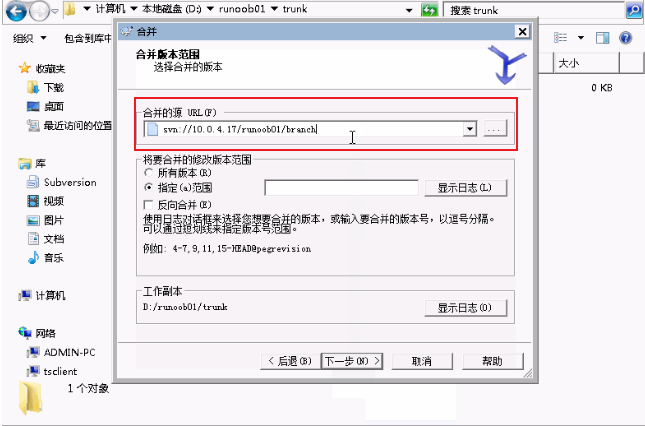 计算机 ▸ 本地磁盘 (D:) ▸ runoob01 ▸ trunk
搜索 trunk
组织
包含到库中
大小
收藏夹
下载
桌面
最近访问的位置
0 KB
库
Subversion
视频
图片
文档
音乐
计算机
网络
ADMIN-PC
tsclient
1 个对象
合并
合并版本范围
选择合并的版本
合并的源 URL(F)
svn://10.0.4.17/runoob01/branch
...
将要合并的修改版本范围
所有版本(R)
指定(a)范围
显示日志(L)
反向合并(E)
使用日志对话框来选择您想要合并的版本，或输入要合并的版本号，以逗号分隔。
可以通过短划线来指定版本号范围。
例如: 4-7,9,11,15-HEAD@pegrevision
工作副本
D:/runoob01/trunk
显示日志(O)
< 后退(B)
下一步(N) >
取消
帮助